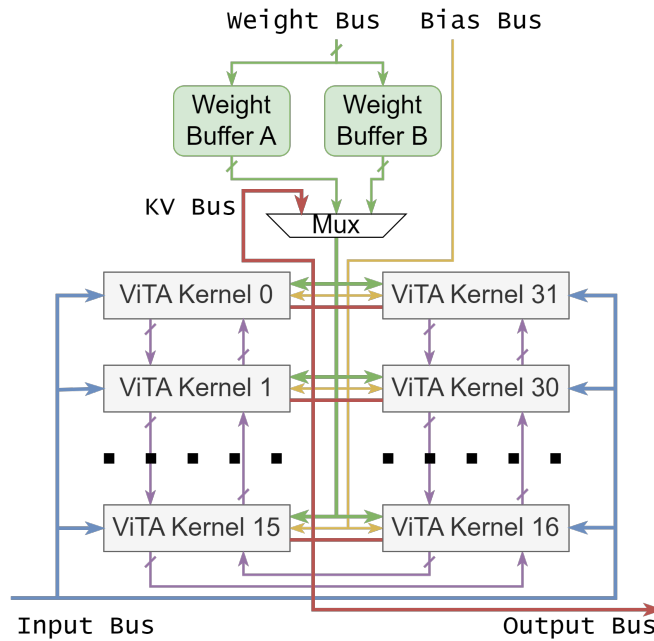 Weight Bus
Bias Bus
Weight
Buffer A
Weight
Buffer B
KV Bus
Mux
ViTA Kernel 0
ViTA Kernel 31
ViTA Kernel 1
ViTA Kernel 30
ViTA Kernel 15
ViTA Kernel 16
Input Bus
Output Bus